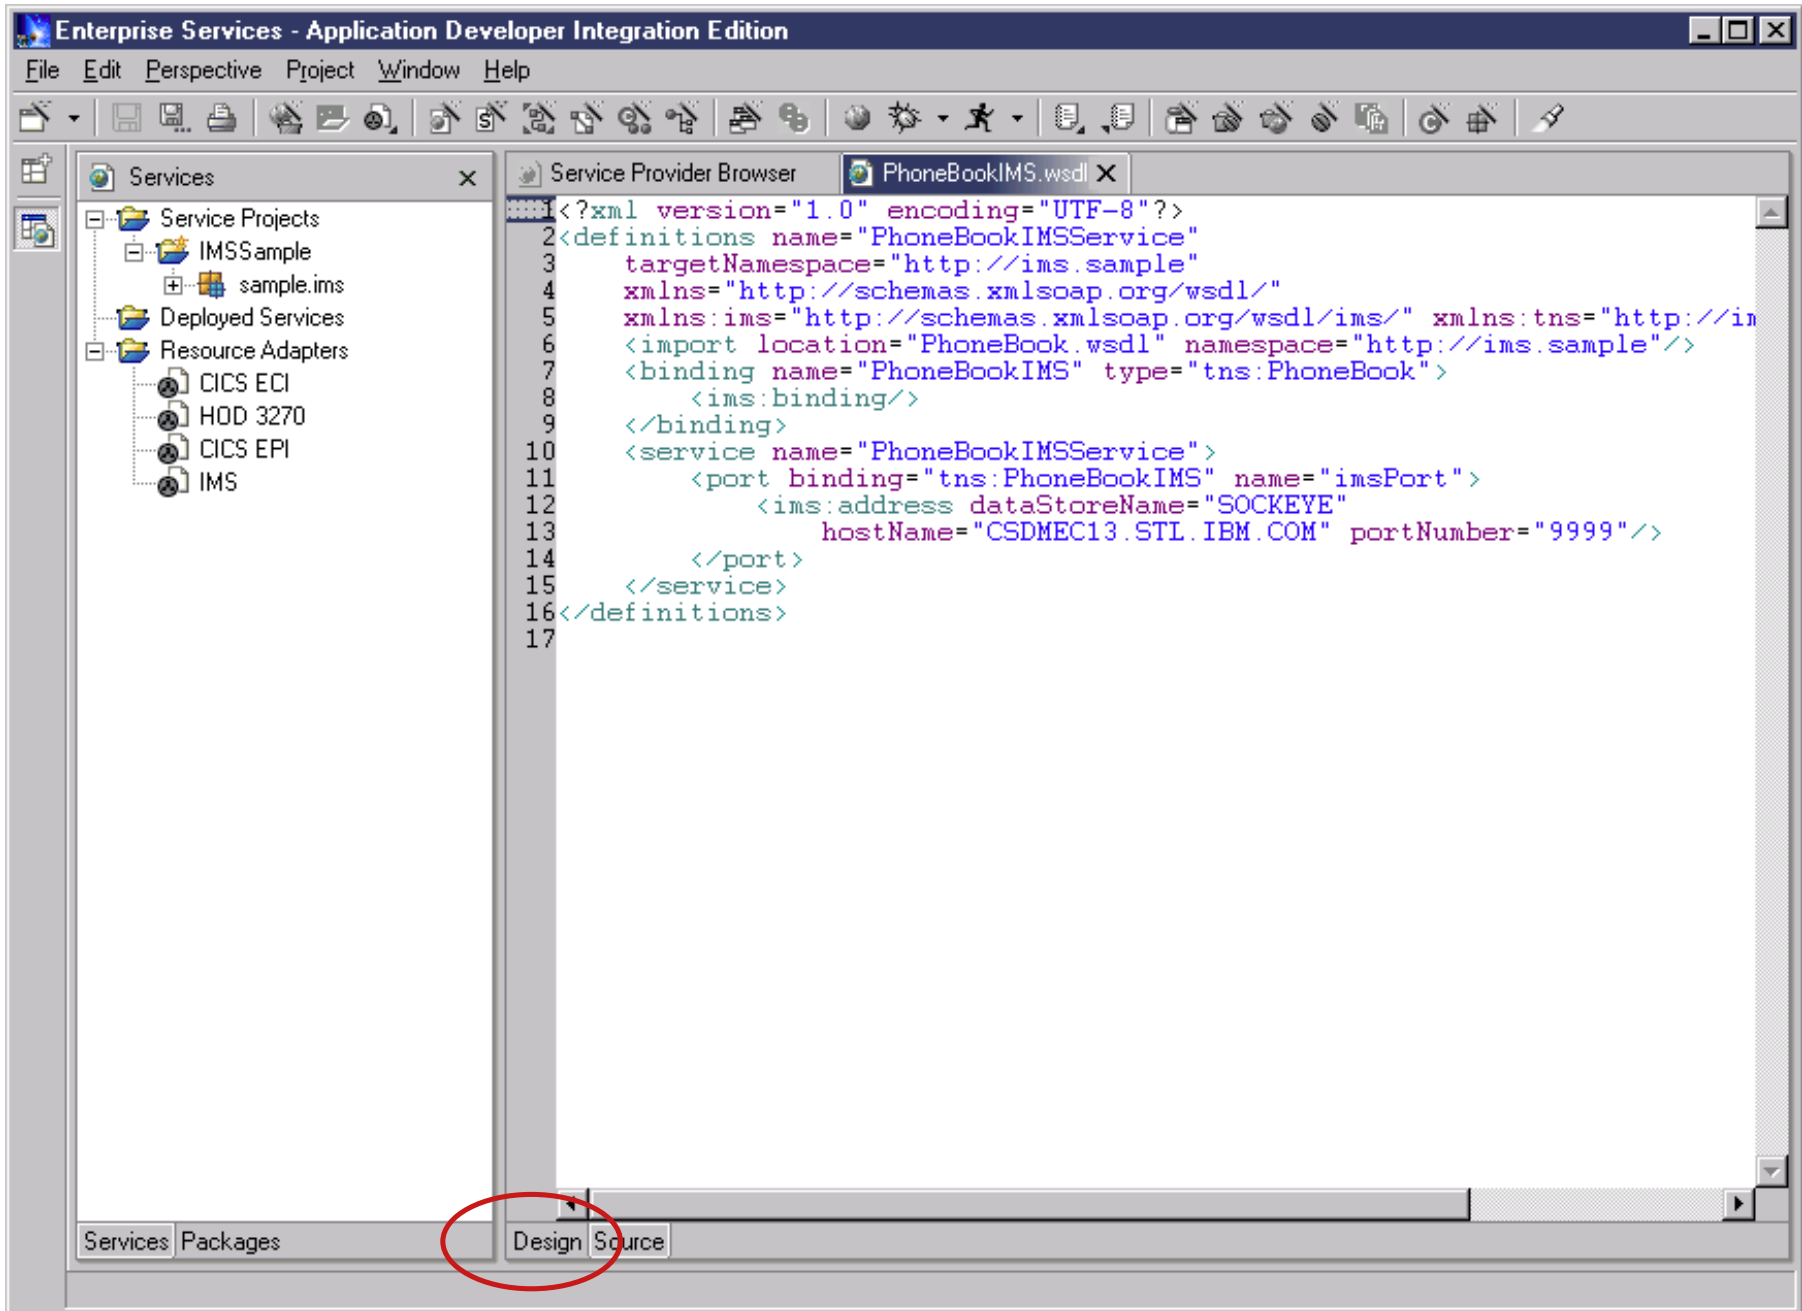 Enterprise Services - Application Developer Integration Edition
File Edit Perspective Project Window Help
Services
Service Projects
IMSSample
sample.ims
Deployed Services
Resource Adapters
CICS ECI
HOD 3270
CICS EPI
IMS
Services Packages
Service Provider Browser PhoneBookIMS.wsdl
1<?xml version="1.0" encoding="UTF-8"?>
2<definitions name="PhoneBookIMSService"
3    targetNamespace="http://ims.sample"
4    xmlns="http://schemas.xmlsoap.org/wsdl/"
5    xmlns:ims="http://schemas.xmlsoap.org/wsdl/ims/" xmlns:tns="http://im
6    <import location="PhoneBook.wsdl" namespace="http://ims.sample"/>
7    <binding name="PhoneBookIMS" type="tns:PhoneBook">
8        <ims:binding/>
9    </binding>
10    <service name="PhoneBookIMSService">
11        <port binding="tns:PhoneBookIMS" name="imsPort">
12            <ims:address dataStoreName="SOCKEYE"
13                hostName="CSDMEC13.STL.IBM.COM" portNumber="9999"/>
14        </port>
15    </service>
16</definitions>
17
Design Source